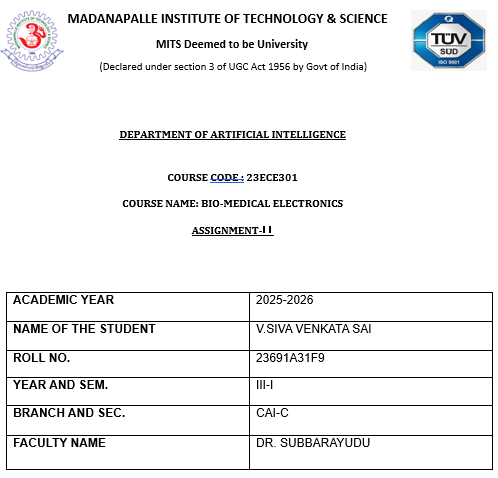 MADANAPALLE INSTITUTE OF TECHNOLOGY & SCIENCE
MITS Deemed to be University
(Declared under section 3 of UGC Act 1956 by Govt of India)
TÜV
SÜD
ISO 9001
DEPARTMENT OF ARTIFICIAL INTELLIGENCE
COURSE CODE : 23ECE301
COURSE NAME: BIO-MEDICAL ELECTRONICS
ASSIGNMENT-II
ACADEMIC YEAR 2025-2026
NAME OF THE STUDENT V.SIVA VENKATA SAI
ROLL NO. 23691A31F9
YEAR AND SEM. III-I
BRANCH AND SEC. CAI-C
FACULTY NAME DR. SUBBARAYUDU